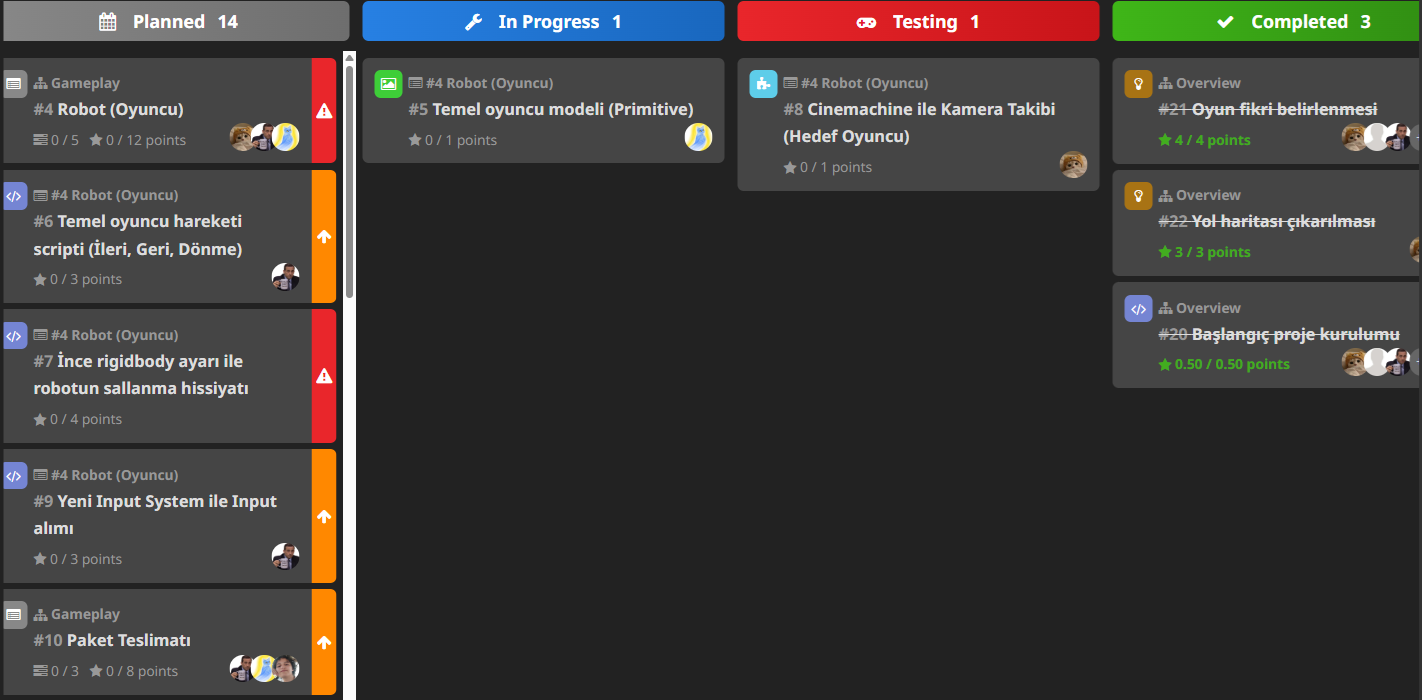 Planned 14
Gameplay
#4 Robot (Oyuncu)
0 / 5 0 / 12 points
#4 Robot (Oyuncu)
#6 Temel oyuncu hareketi
scripti (İleri, Geri, Dönme)
0 / 3 points
#4 Robot (Oyuncu)
#7 İnce rigidbody ayarı ile
robotun sallanma hissiyatı
0 / 4 points
#4 Robot (Oyuncu)
#9 Yeni Input System ile Input
alımı
0 / 3 points
Gameplay
#10 Paket Teslimatı
0 / 3 0 / 8 points
In Progress 1
#4 Robot (Oyuncu)
#5 Temel oyuncu modeli (Primitive)
0 / 1 points
Testing 1
#4 Robot (Oyuncu)
#8 Cinemachine ile Kamera Takibi
(Hedef Oyuncu)
0 / 1 points
Completed 3
Overview
#21 Oyun fikri belirlenmesi
4 / 4 points
Overview
#22 Yol haritası çıkarılması
3 / 3 points
Overview
#20 Başlangıç proje kurulumu
0.50 / 0.50 points